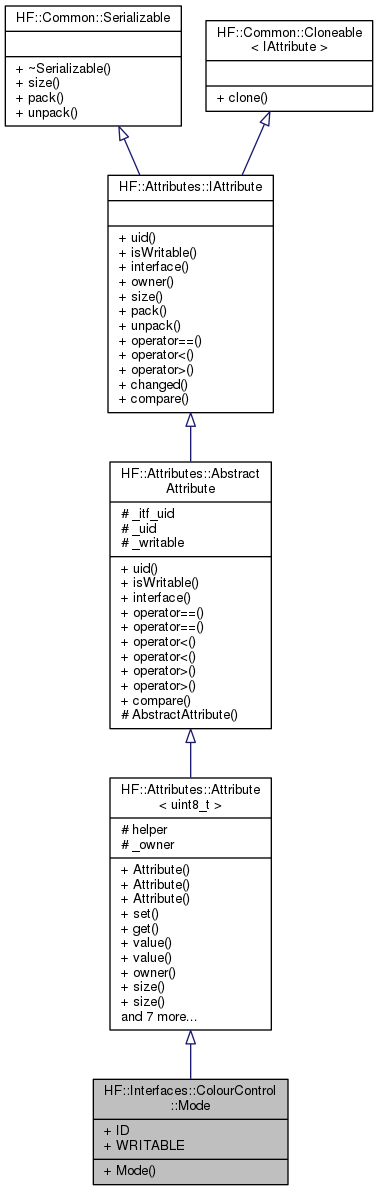 HF::Common::Serializable
+ ~Serializable()
+ size()
+ pack()
+ unpack()
HF::Common::Cloneable
< IAttribute >
+ clone()
HF::Attributes::IAttribute
+ uid()
+ isWritable()
+ interface()
+ owner()
+ size()
+ pack()
+ unpack()
+ operator==()
+ operator<()
+ operator>()
+ changed()
+ compare()
HF::Attributes::Abstract
Attribute
# _itf_uid
# _uid
# _writable
+ uid()
+ isWritable()
+ interface()
+ operator==()
+ operator==()
+ operator<()
+ operator<()
+ operator>()
+ operator>()
+ compare()
# AbstractAttribute()
HF::Attributes::Attribute
< uint8_t >
# helper
# _owner
+ Attribute()
+ Attribute()
+ Attribute()
+ set()
+ get()
+ value()
+ value()
+ owner()
+ size()
+ size()
and 7 more...
HF::Interfaces::ColourControl
::Mode
+ ID
+ WRITABLE
+ Mode()